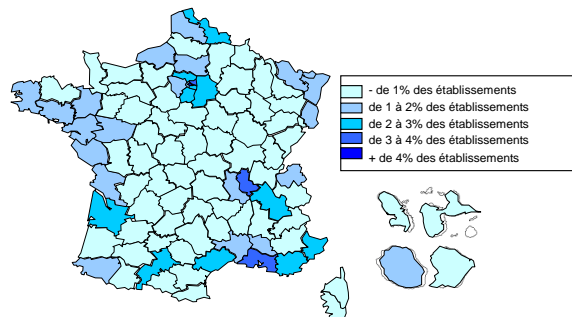 - de 1% des établissements
de 1 à 2% des établissements
de 2 à 3% des établissements
de 3 à 4% des établissements
+ de 4% des établissements